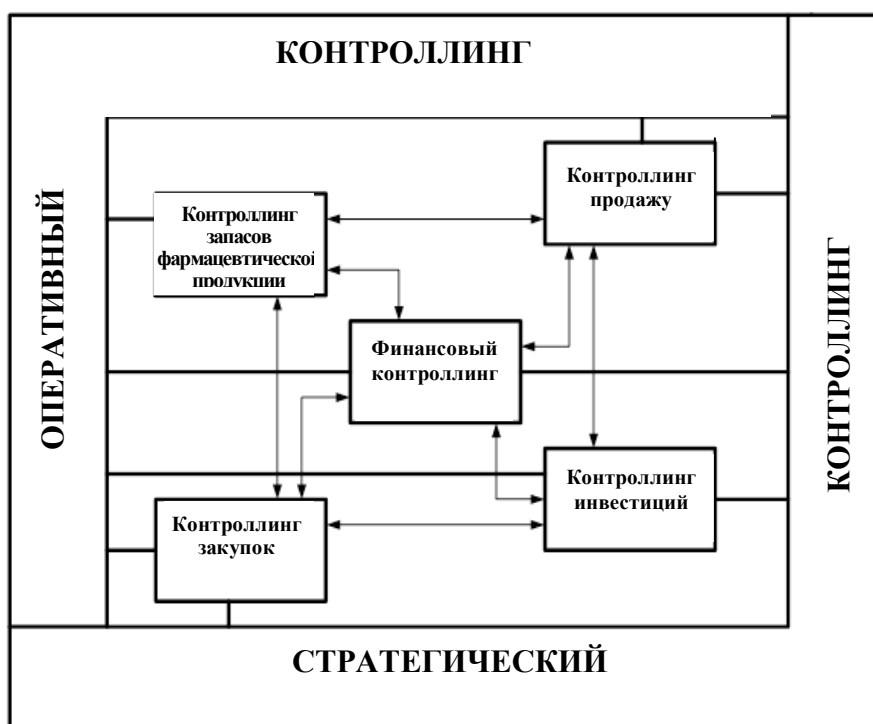 КОНТРОЛЛИНГ
Контроллинг
продажу
Контроллинг
запасов
фармацевтической
продукции
ОПЕРАТИВНЫЙ
КОНТРОЛЛИНГ
Финансовый
контроллинг
Контроллинг
инвестиций
Контроллинг
закупок
СТРАТЕГИЧЕСКИЙ